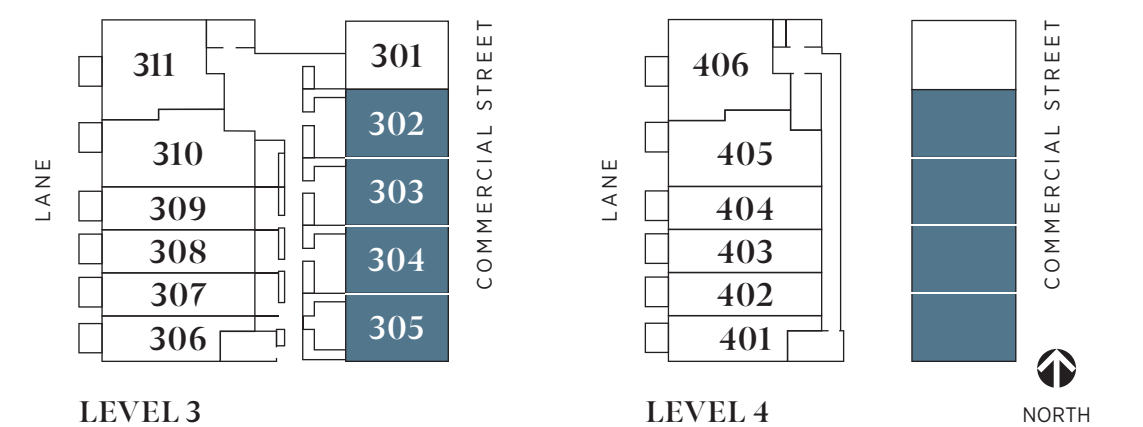 311
301
302
310
303
309
308
304
307
306
305
LANE
COMMERCIAL STREET
LEVEL 3
406
405
404
403
402
401
LANE
COMMERCIAL STREET
LEVEL 4
NORTH